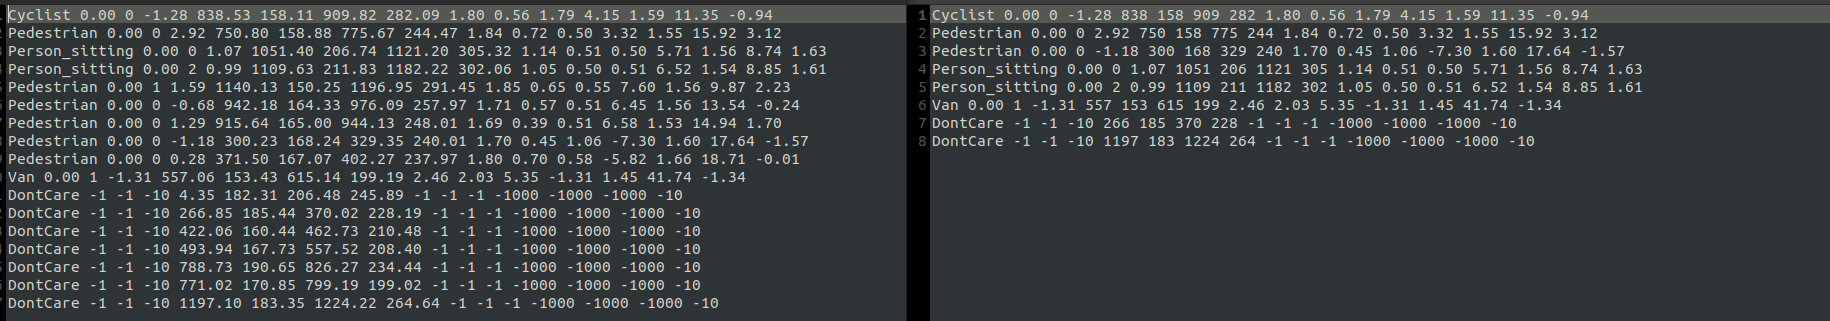 Cyclist 0.00 0 -1.28 838.53 158.11 909.82 282.09 1.80 0.56 1.79 4.15 1.59 11.35 -0.94
Pedestrian 0.00 0 2.92 750.80 158.88 775.67 244.47 1.84 0.72 0.50 3.32 1.55 15.92 3.12
Person_sitting 0.00 0 1.07 1051.40 206.74 1121.20 305.32 1.14 0.51 0.50 5.71 1.56 8.74 1.63
Person_sitting 0.00 2 0.99 1109.63 211.83 1182.22 302.06 1.05 0.50 0.51 6.52 1.54 8.85 1.61
Pedestrian 0.00 1 1.59 1140.13 150.25 1196.95 291.45 1.85 0.65 0.55 7.60 1.56 9.87 2.23
Pedestrian 0.00 0 -0.68 942.18 164.33 976.09 257.97 1.71 0.57 0.51 6.45 1.56 13.54 -0.24
Pedestrian 0.00 0 1.29 915.64 165.00 944.13 248.01 1.69 0.39 0.51 6.58 1.53 14.94 1.70
Pedestrian 0.00 0 -1.18 300.23 168.24 329.35 240.01 1.70 0.45 1.06 -7.30 1.60 17.64 -1.57
Pedestrian 0.00 0 0.28 371.50 167.07 402.27 237.97 1.80 0.70 0.58 -5.82 1.66 18.71 -0.01
Van 0.00 1 -1.31 557.06 153.43 615.14 199.19 2.46 2.03 5.35 -1.31 1.45 41.74 -1.34
DontCare -1 -1 -10 4.35 182.31 206.48 245.89 -1 -1 -1 -1000 -1000 -1000 -10
DontCare -1 -1 -10 266.85 185.44 370.02 228.19 -1 -1 -1 -1000 -1000 -1000 -10
DontCare -1 -1 -10 422.06 160.44 462.73 210.48 -1 -1 -1 -1000 -1000 -1000 -10
DontCare -1 -1 -10 493.94 167.73 557.52 208.40 -1 -1 -1 -1000 -1000 -1000 -10
DontCare -1 -1 -10 788.73 190.65 826.27 234.44 -1 -1 -1 -1000 -1000 -1000 -10
DontCare -1 -1 -10 771.02 170.85 799.19 199.02 -1 -1 -1 -1000 -1000 -1000 -10
DontCare -1 -1 -10 1197.10 183.35 1224.22 264.64 -1 -1 -1 -1000 -1000 -1000 -10
1 Cyclist 0.00 0 -1.28 838 158 909 282 1.80 0.56 1.79 4.15 1.59 11.35 -0.94
2 Pedestrian 0.00 0 2.92 750 158 775 244 1.84 0.72 0.50 3.32 1.55 15.92 3.12
3 Pedestrian 0.00 0 -1.18 300 168 329 240 1.70 0.45 1.06 -7.30 1.60 17.64 -1.57
4 Person_sitting 0.00 0 1.07 1051 206 1121 305 1.14 0.51 0.50 5.71 1.56 8.74 1.63
5 Person_sitting 0.00 2 0.99 1109 211 1182 302 1.05 0.50 0.51 6.52 1.54 8.85 1.61
6 Van 0.00 1 -1.31 557 153 615 199 2.46 2.03 5.35 -1.31 1.45 41.74 -1.34
7 DontCare -1 -1 -10 266 185 370 228 -1 -1 -1 -1000 -1000 -1000 -10
8 DontCare -1 -1 -10 1197 183 1224 264 -1 -1 -1 -1000 -1000 -1000 -10